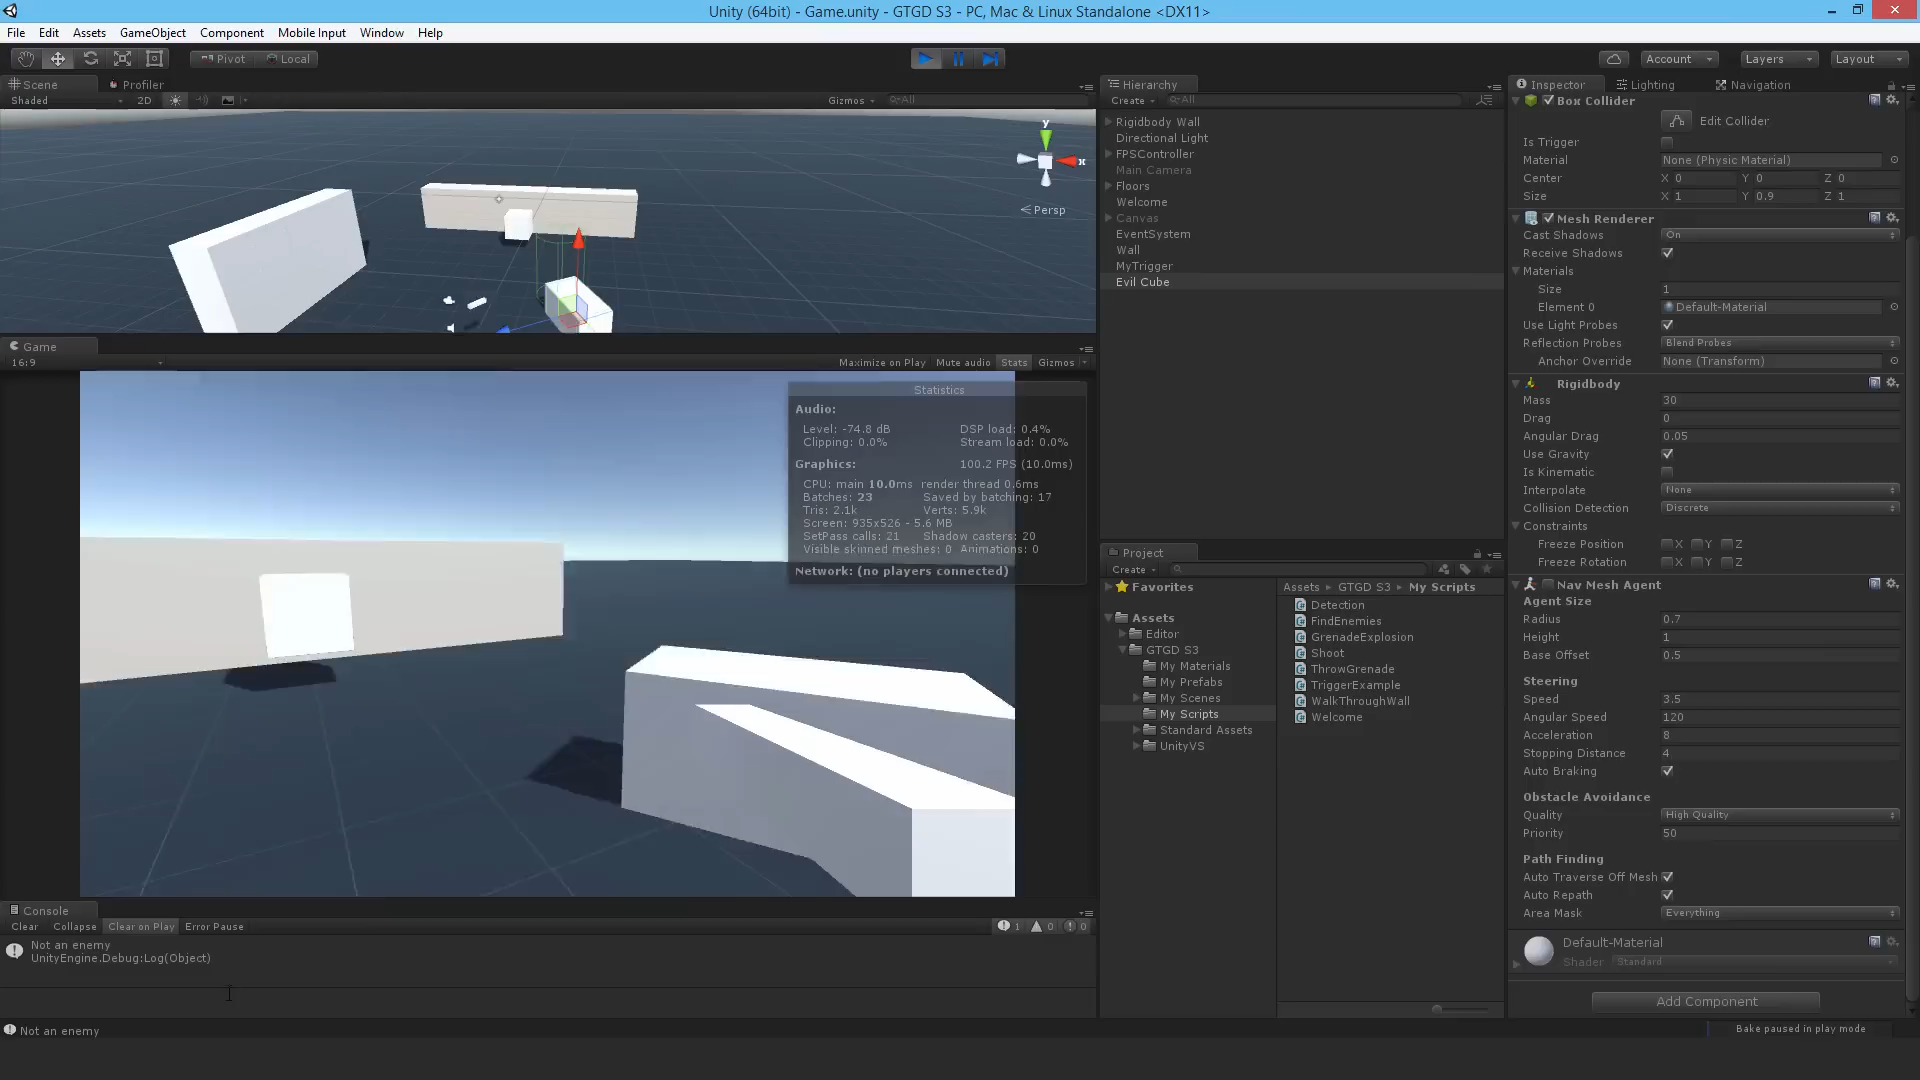 Unity (64bit) - Game.unity - GTGD S3 - PC, Mac & Linux Standalone <DX11>
File Edit Assets GameObject Component Mobile Input Window Help
Pivot Local Account Layers Layout
Scene Profiler
Shaded 2D Gizmos All
y
x
Persp
Game
16:9 Maximize on Play Mute audio Stats Gizmos
Statistics
Audio:
Level: -74.8 dB DSP load: 0.4%
Clipping: 0.0% Stream load: 0.0%
Graphics: 100.2 FPS (10.0ms)
CPU: main 10.0ms render thread 0.6ms
Batches: 23 Saved by batching: 17
Tris: 2.1k Verts: 5.9k
Screen: 935x526 - 5.6 MB
SetPass calls: 21 Shadow casters: 20
Visible skinned meshes: 0 Animations: 0
Network: (no players connected)
Console
Clear Collapse Clear on Play Error Pause 1 0 0
Not an enemy
UnityEngine.Debug:Log(Object)
Not an enemy
Hierarchy
Create All
Rigidbody Wall
Directional Light
FPSController
Main Camera
Floors
Welcome
Canvas
EventSystem
Wall
MyTrigger
Evil Cube
Project
Create
Favorites
Assets
Editor
GTGD S3
My Materials
My Prefabs
My Scenes
My Scripts
Standard Assets
UnityVS
Assets GTGD S3 My Scripts
Detection
FindEnemies
GrenadeExplosion
Shoot
ThrowGrenade
TriggerExample
WalkThroughWall
Welcome
Inspector Lighting Navigation
Box Collider
Edit Collider
Is Trigger
Material None (Physic Material)
Center X 0 Y 0 Z 0
Size X 1 Y 0.9 Z 1
Mesh Renderer
Cast Shadows On
Receive Shadows
Materials
Size 1
Element 0 Default-Material
Use Light Probes
Reflection Probes Blend Probes
Anchor Override None (Transform)
Rigidbody
Mass 30
Drag 0
Angular Drag 0.05
Use Gravity
Is Kinematic
Interpolate None
Collision Detection Discrete
Constraints
Freeze Position X Y Z
Freeze Rotation X Y Z
Nav Mesh Agent
Agent Size
Radius 0.7
Height 1
Base Offset 0.5
Steering
Speed 3.5
Angular Speed 120
Acceleration 8
Stopping Distance 4
Auto Braking
Obstacle Avoidance
Quality High Quality
Priority 50
Path Finding
Auto Traverse Off Mesh
Auto Repath
Area Mask Everything
Default-Material
Shader Standard
Add Component
Bake paused in play mode